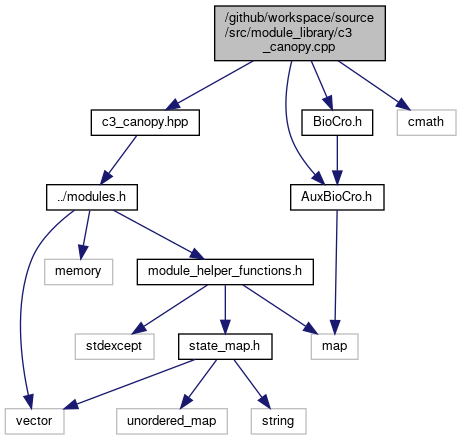 /github/workspace/source
/src/module_library/c3
_canopy.cpp
c3_canopy.hpp
BioCro.h
cmath
../modules.h
AuxBioCro.h
memory
module_helper_functions.h
stdexcept
state_map.h
map
vector
unordered_map
string